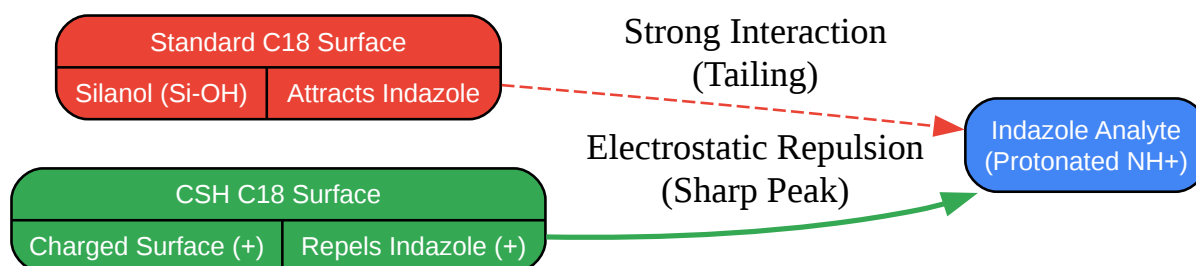 Standard C18 Surface
Silanol (Si-OH)
Attracts Indazole
Strong Interaction
(Tailing)
CSH C18 Surface
Charged Surface (+)
Repels Indazole (+)
Electrostatic Repulsion
(Sharp Peak)
Indazole Analyte
(Protonated NH+)